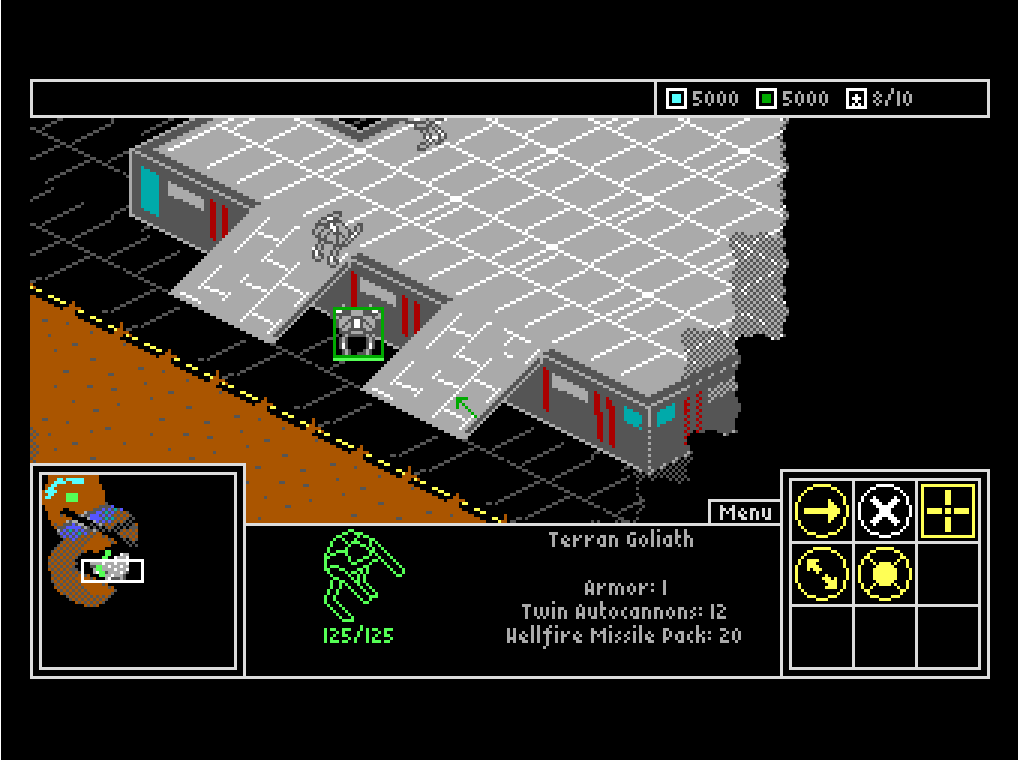 5000 5000 8/10
Menu
Terran Goliath
Armor: 1
Twin Autocannons: 12
125/125
Hellfire Missile Pack: 20